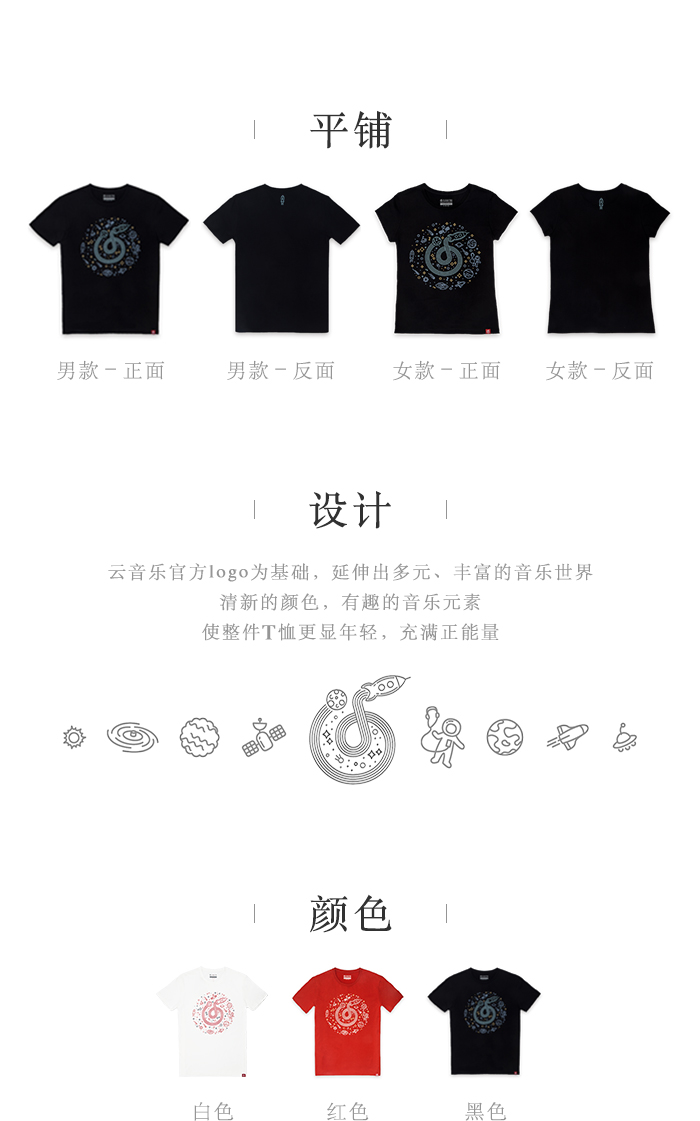 平铺
男款－正面 男款－反面 女款－正面 女款－反面
设计
云音乐官方logo为基础，延伸出多元、丰富的音乐世界
清新的颜色，有趣的音乐元素
使整件T恤更显年轻，充满正能量
颜色
白色 红色 黑色